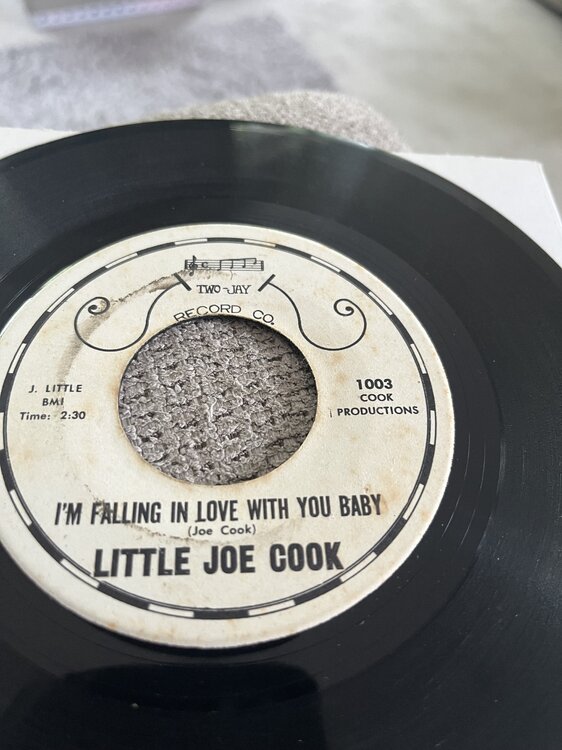 TWO-JAY
RECORD CO.
J. LITTLE
BMI
Time: 2:30
1003
COOK
PRODUCTIONS
I'M FALLING IN LOVE WITH YOU BABY
(Joe Cook)
LITTLE JOE COOK